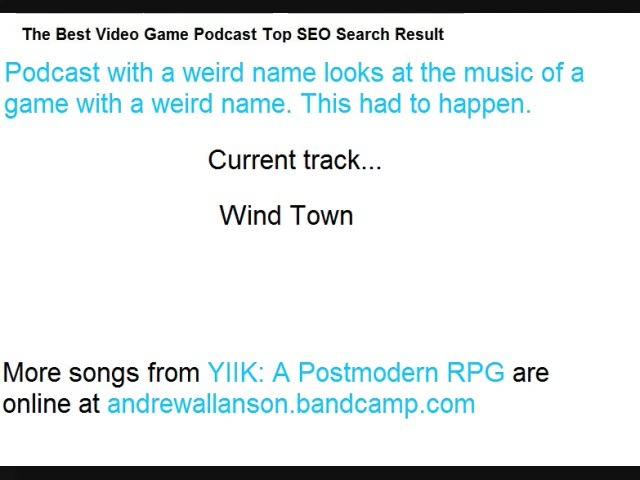 The Best Video Game Podcast Top SEO Search Result
Podcast with a weird name looks at the music of a
game with a weird name. This had to happen.
Current track...
Wind Town
More songs from YIIK: A Postmodern RPG are
online at andrewallanson.bandcamp.com